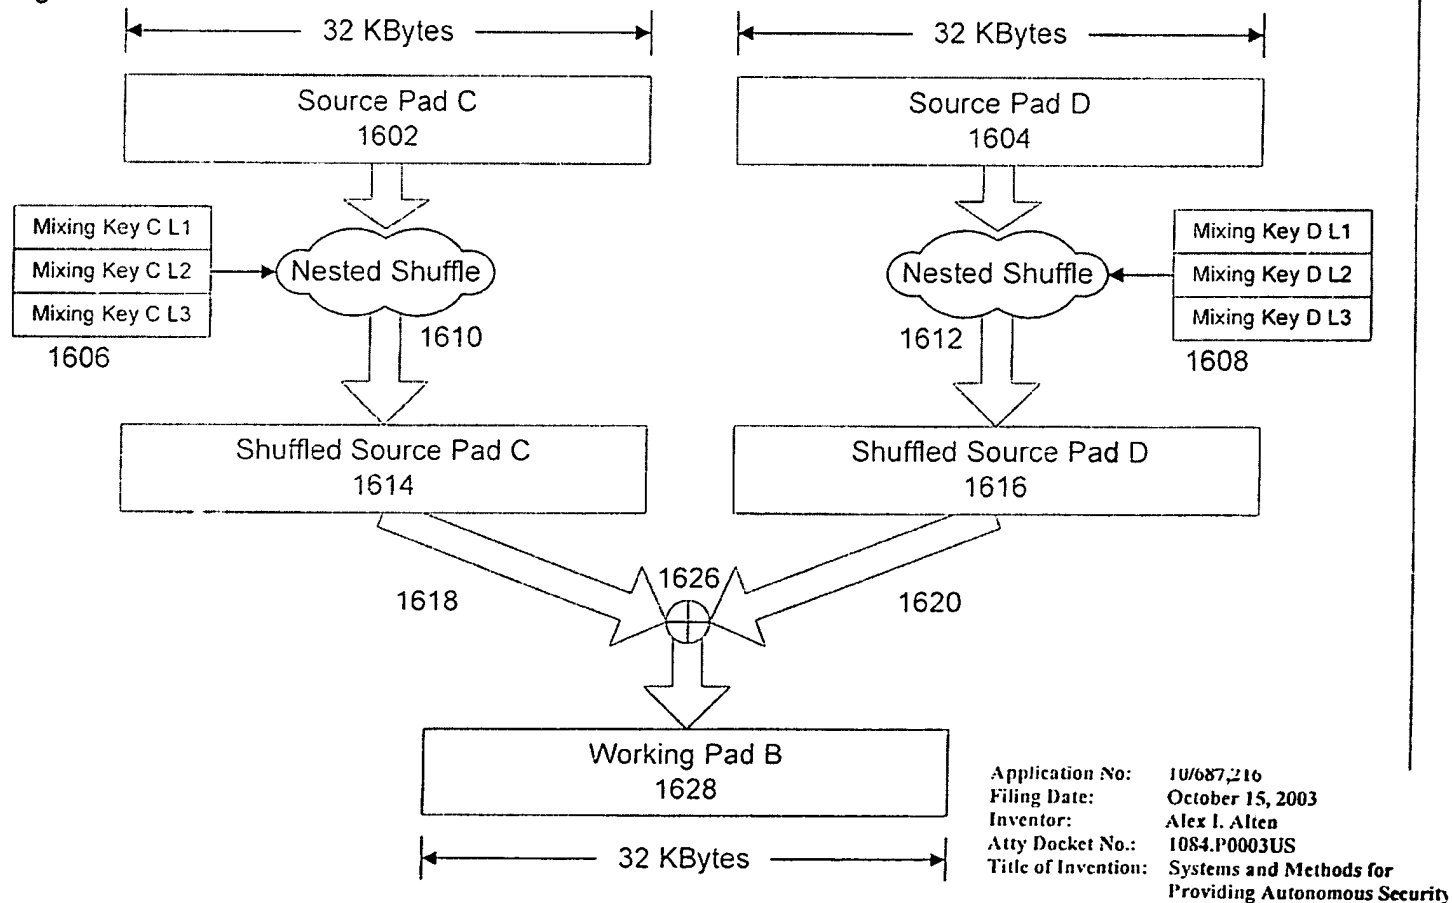 32 KBytes
32 KBytes
Source Pad C
1602
Source Pad D
1604
Mixing Key C L1
Mixing Key C L2
Mixing Key C L3
1606
Nested Shuffle
1610
Nested Shuffle
1612
Mixing Key D L1
Mixing Key D L2
Mixing Key D L3
1608
Shuffled Source Pad C
1614
Shuffled Source Pad D
1616
1618
1626
1620
Working Pad B
1628
32 KBytes
Application No: 10/687,216
Filing Date: October 15, 2003
Inventor: Alex I. Alten
Atty Docket No.: 1084.P0003US
Title of Invention: Systems and Methods for
Providing Autonomous Security